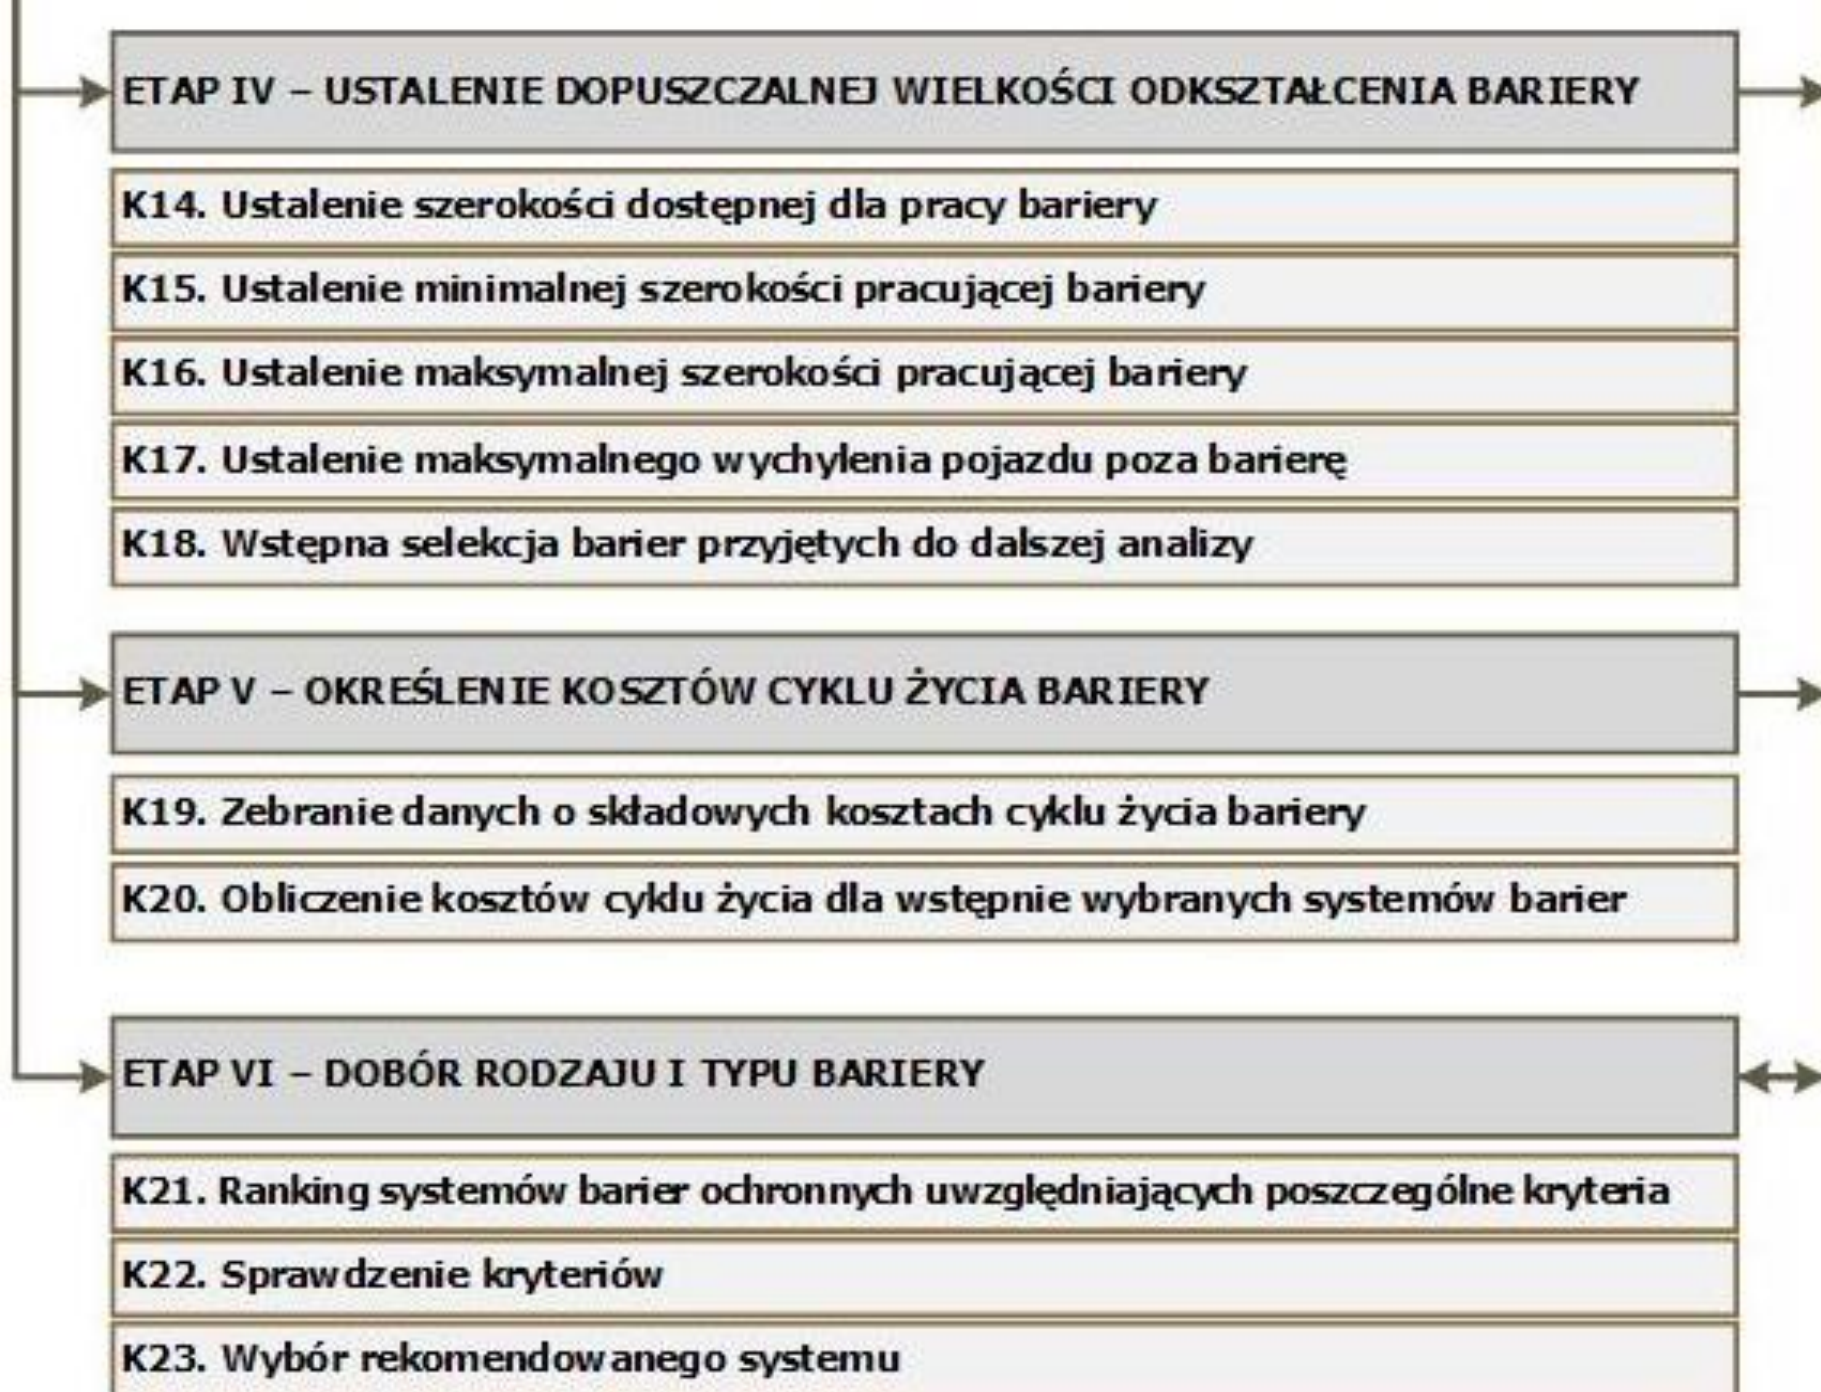 ETAP IV – USTALENIE DOPUSZCZALNEJ WIELKOŚCI ODKSZTAŁCENIA BARIERY
K14. Ustalenie szerokości dostępnej dla pracy bariery
K15. Ustalenie minimalnej szerokości pracującej bariery
K16. Ustalenie maksymalnej szerokości pracującej bariery
K17. Ustalenie maksymalnego wychylenia pojazdu poza barierę
K18. Wstępna selekcja barier przyjętych do dalszej analizy
ETAP V – OKREŚLENIE KOSZTÓW CYKLU ŻYCIA BARIERY
K19. Zebranie danych o składowych kosztach cyklu życia bariery
K20. Obliczenie kosztów cyklu życia dla wstępnie wybranych systemów barier
ETAP VI – DOBÓR RODZAJU I TYPU BARIERY
K21. Ranking systemów barier ochronnych uwzględniających poszczególne kryteria
K22. Sprawdzenie kryteriów
K23. Wybór rekomendowanego systemu